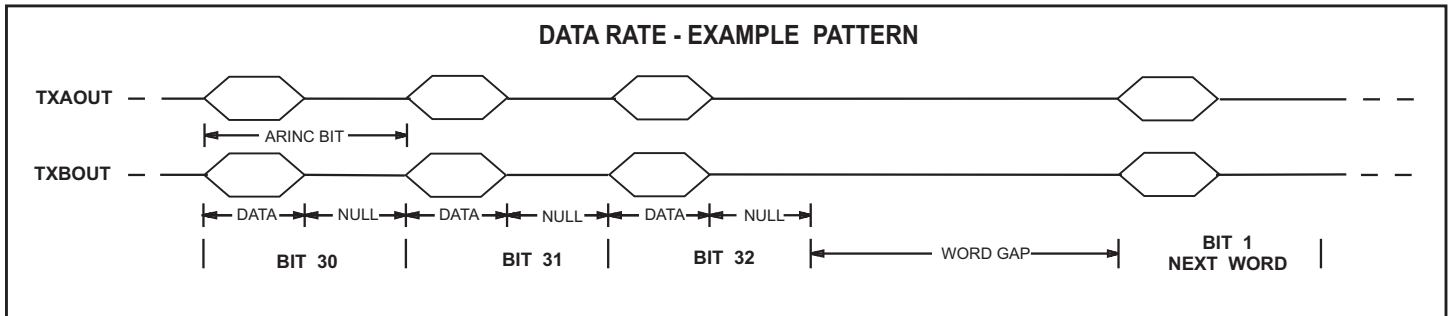 DATA RATE - EXAMPLE PATTERN
TXAOUT
ARINC BIT
TXBOUT
DATA NULL DATA NULL DATA NULL
BIT 30 BIT 31 BIT 32 WORD GAP BIT 1
NEXT WORD